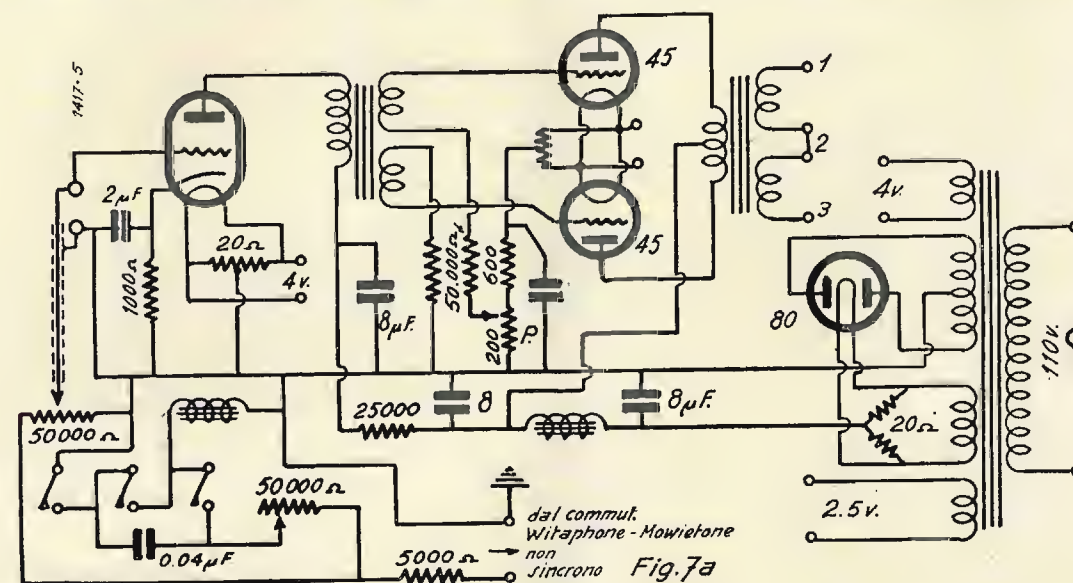 1417-5
45
1
2
3
2μF
20Ω
4v.
1000Ω
8μF.
50.000Ω
600
200
P.
45
4v.
80
110v.
50000Ω
25000
8
8μF.
20Ω
50000Ω
0.04μF.
5000Ω
dal commut.
Witaphone - Mowietone
non
sincrono
2.5v.
Fig. 7a